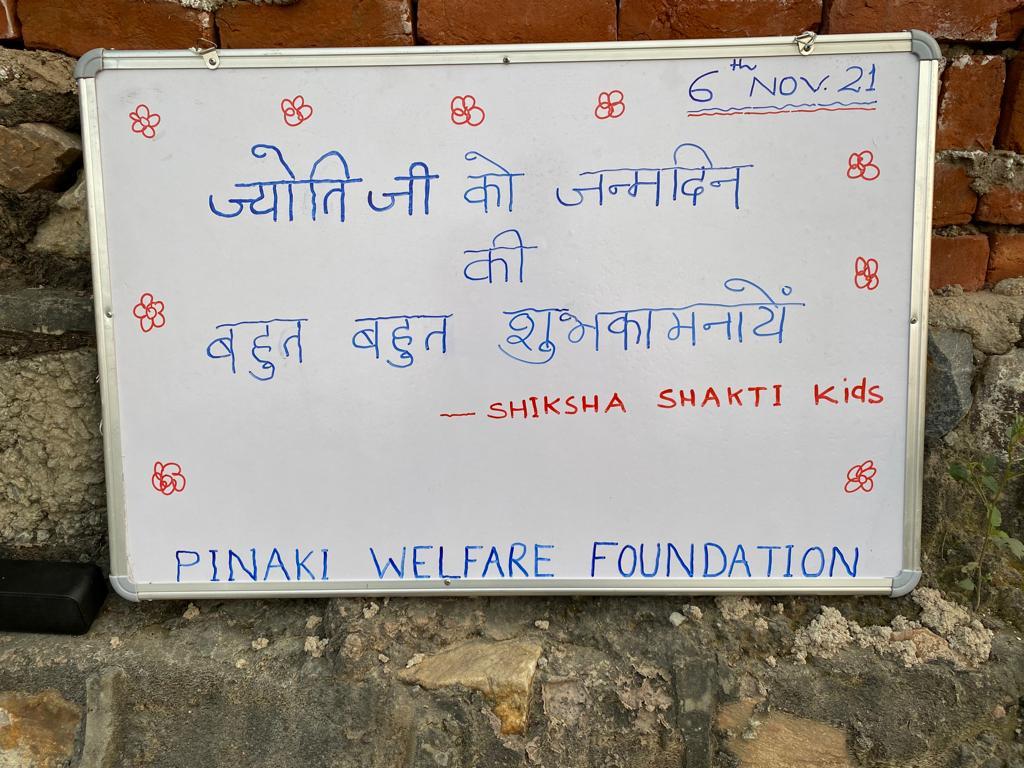 6th NOV. 21
ज्योति जी को जन्मदिन
की
बहुत बहुत शुभकामनायें
— SHIKSHA SHAKTI Kids
PINAKI WELFARE FOUNDATION